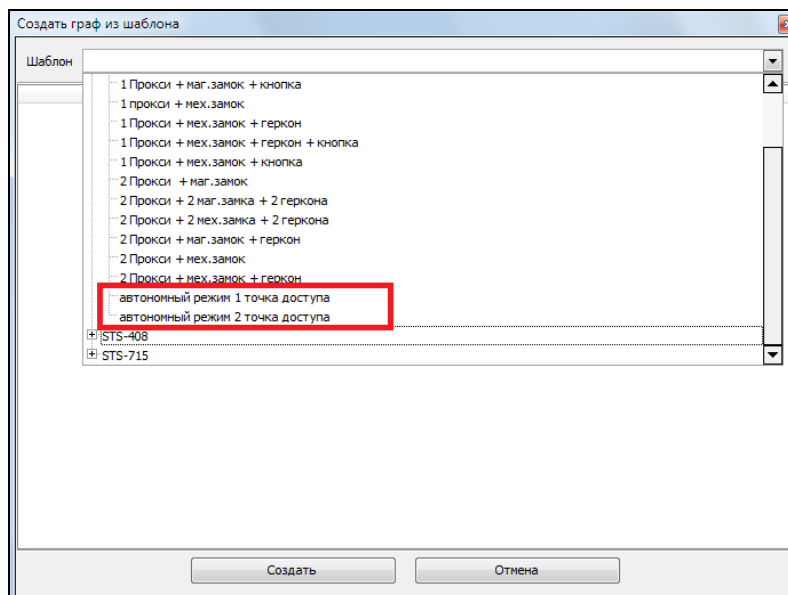 Создать граф из шаблона
Шаблон
1 Прокси + маг.замок + кнопка
1 прокси + мех.замок
1 Прокси + мех.замок + геркон
1 Прокси + мех.замок + геркон + кнопка
1 Прокси + мех.замок + кнопка
2 Прокси + маг.замок
2 Прокси + 2 маг.замка + 2 геркона
2 Прокси + 2 мех.замка + 2 геркона
2 Прокси + маг.замок + геркон
2 Прокси + мех.замок
2 Прокси + мех.замок + геркон
автономный режим 1 точка доступа
автономный режим 2 точка доступа
STS-408
STS-715
Создать Отмена